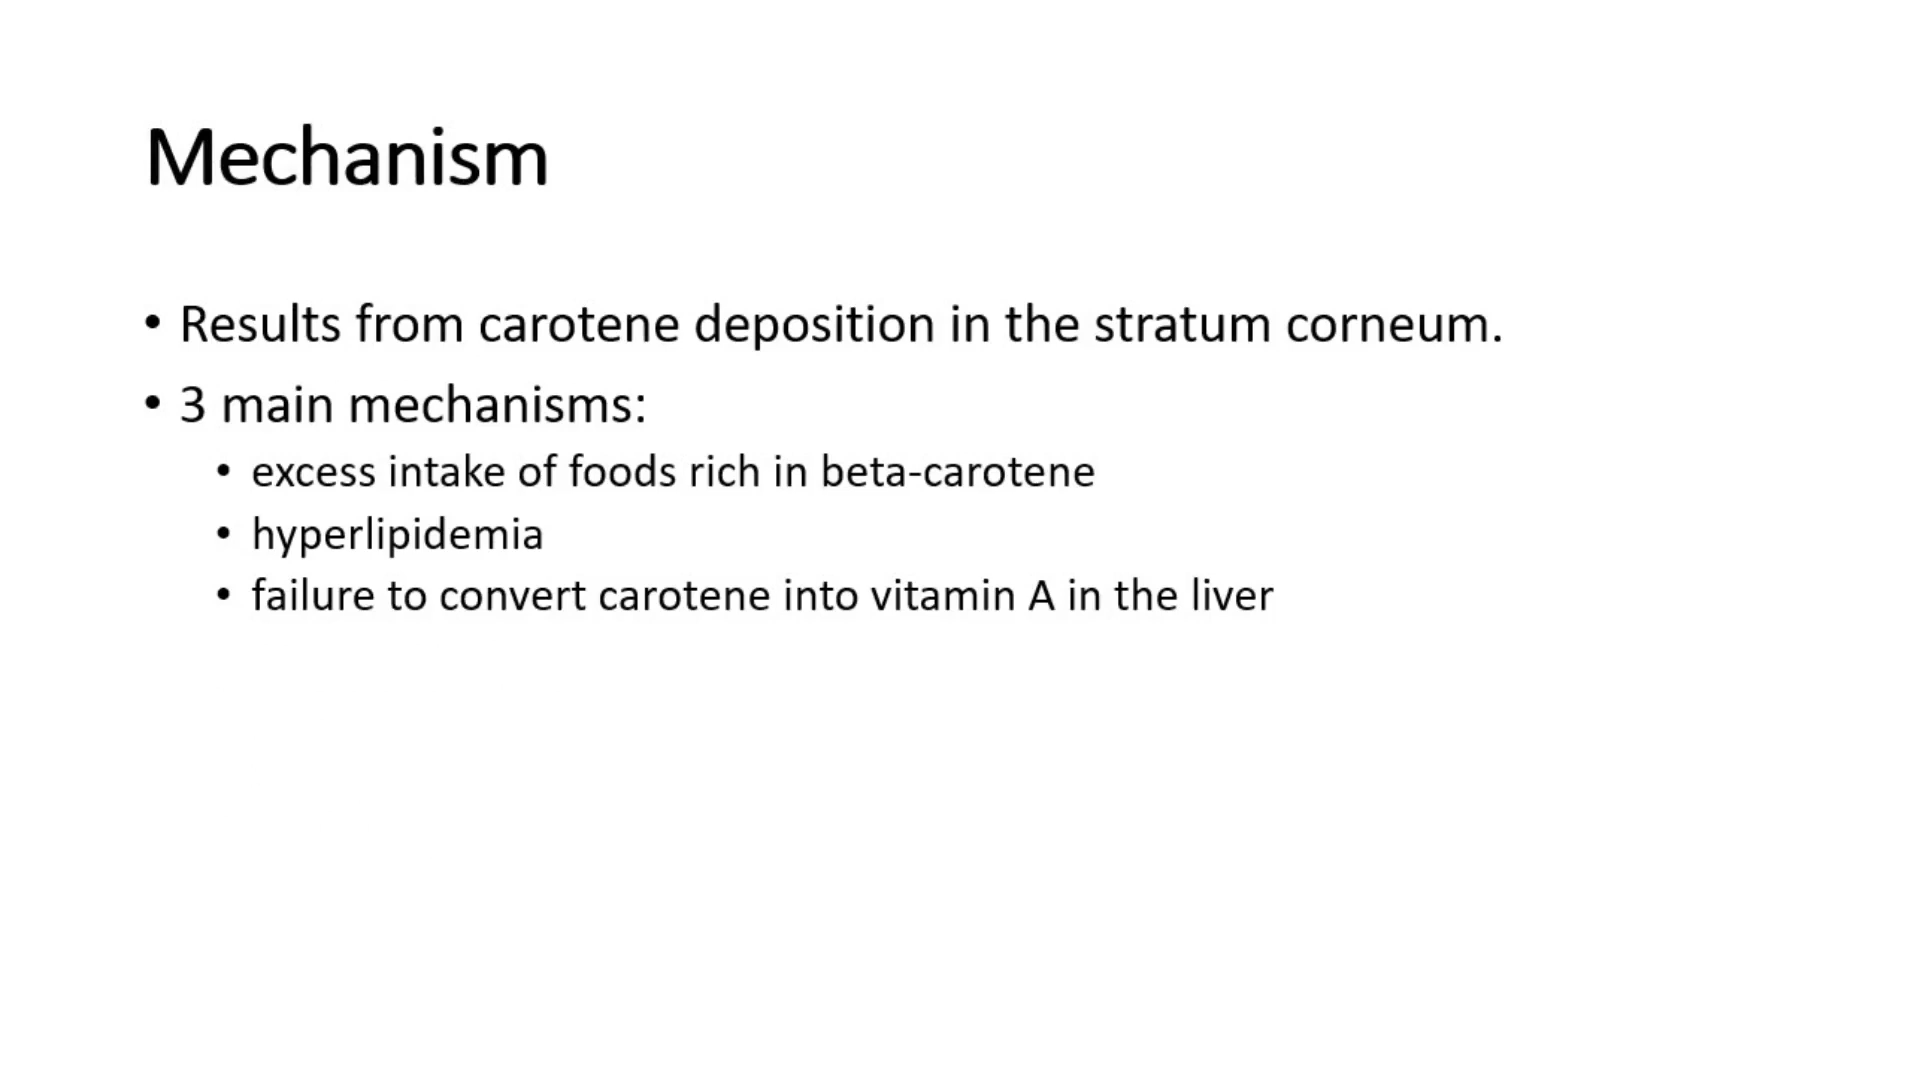 Mechanism
• Results from carotene deposition in the stratum corneum.
• 3 main mechanisms:
• excess intake of foods rich in beta-carotene
• hyperlipidemia
• failure to convert carotene into vitamin A in the liver